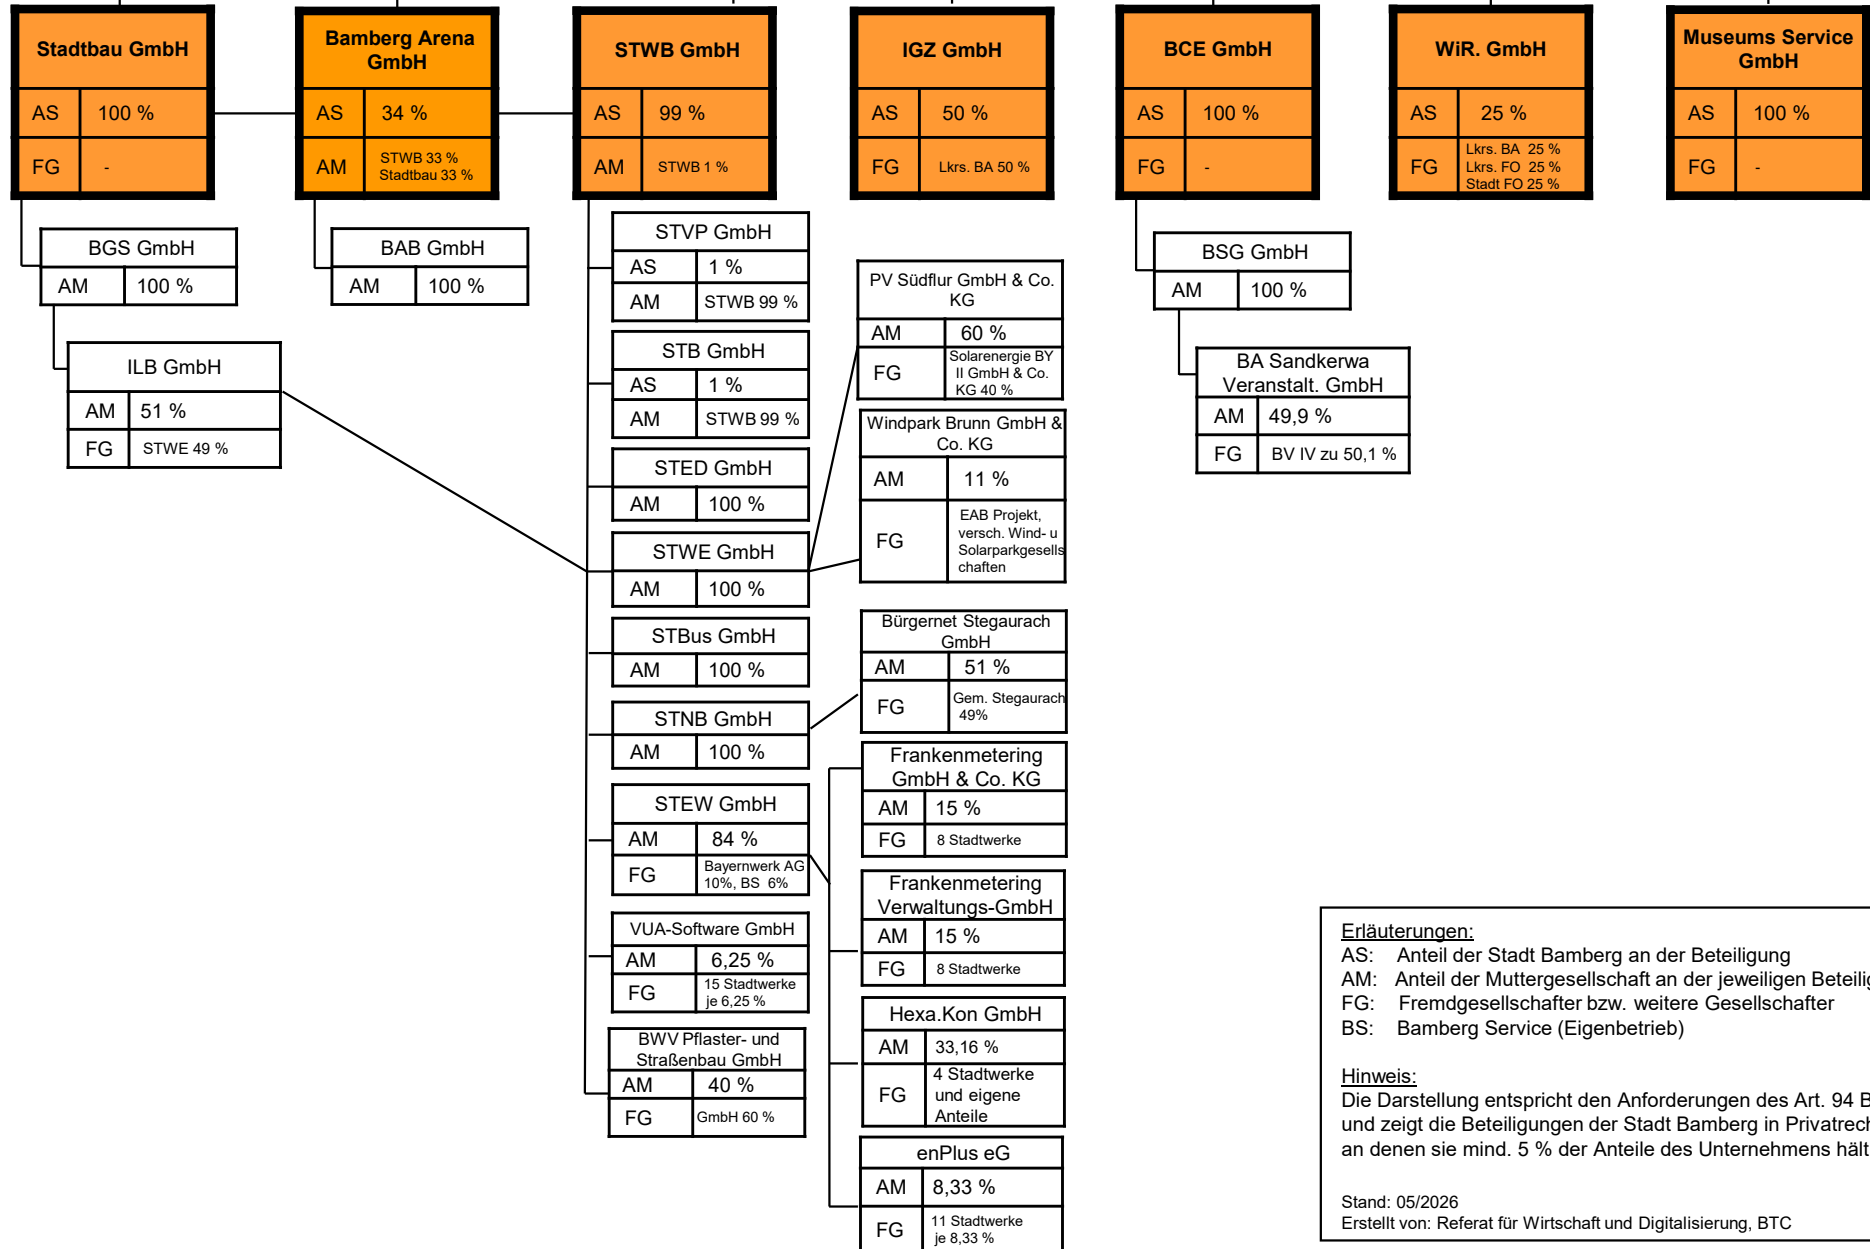 Stadtbau GmbH
AS 100 %
FG -
Bamberg Arena
GmbH
AS 34 %
AM STWB 33 %
Stadtbau 33 %
STWB GmbH
AS 99 %
AM STWB 1 %
IGZ GmbH
AS 50 %
FG Lkrs. BA 50 %
BCE GmbH
AS 100 %
FG -
WiR. GmbH
AS 25 %
FG Lkrs. BA 25 %
Lkrs. FO 25 %
Stadt FO 25 %
Museums Service
GmbH
AS 100 %
FG -
BGS GmbH
AM 100 %
ILB GmbH
AM 51 %
FG STWE 49 %
BAB GmbH
AM 100 %
STVP GmbH
AS 1 %
AM STWB 99 %
STB GmbH
AS 1 %
AM STWB 99 %
STED GmbH
AM 100 %
STWE GmbH
AM 100 %
STBus GmbH
AM 100 %
STNB GmbH
AM 100 %
STEW GmbH
AM 84 %
FG Bayernwerk AG
10%, BS 6%
VUA-Software GmbH
AM 6,25 %
FG 15 Stadtwerke
je 6,25 %
BWV Pflaster- und
Straßenbau GmbH
AM 40 %
FG GmbH 60 %
PV Südflur GmbH & Co.
KG
AM 60 %
FG Solarenergie BY
II GmbH & Co.
KG 40 %
Windpark Brunn GmbH &
Co. KG
AM 11 %
FG EAB Projekt,
versch. Wind- u
Solarparkgesells
chaften
Bürgernet Stegaurach
GmbH
AM 51 %
FG Gem. Stegaurach
49%
Frankenmetering
GmbH & Co. KG
AM 15 %
FG 8 Stadtwerke
Frankenmetering
Verwaltungs-GmbH
AM 15 %
FG 8 Stadtwerke
Hexa.Kon GmbH
AM 33,16 %
FG 4 Stadtwerke
und eigene
Anteile
enPlus eG
AM 8,33 %
FG 11 Stadtwerke
je 8,33 %
BSG GmbH
AM 100 %
BA Sandkerwa
Veranstalt. GmbH
AM 49,9 %
FG BV IV zu 50,1 %
Erläuterungen:
AS: Anteil der Stadt Bamberg an der Beteiligung
AM: Anteil der Muttergesellschaft an der jeweiligen Beteilig
FG: Fremdgesellschafter bzw. weitere Gesellschafter
BS: Bamberg Service (Eigenbetrieb)
Hinweis:
Die Darstellung entspricht den Anforderungen des Art. 94 B
und zeigt die Beteiligungen der Stadt Bamberg in Privatrech
an denen sie mind. 5 % der Anteile des Unternehmens hält
Stand: 05/2026
Erstellt von: Referat für Wirtschaft und Digitalisierung, BTC